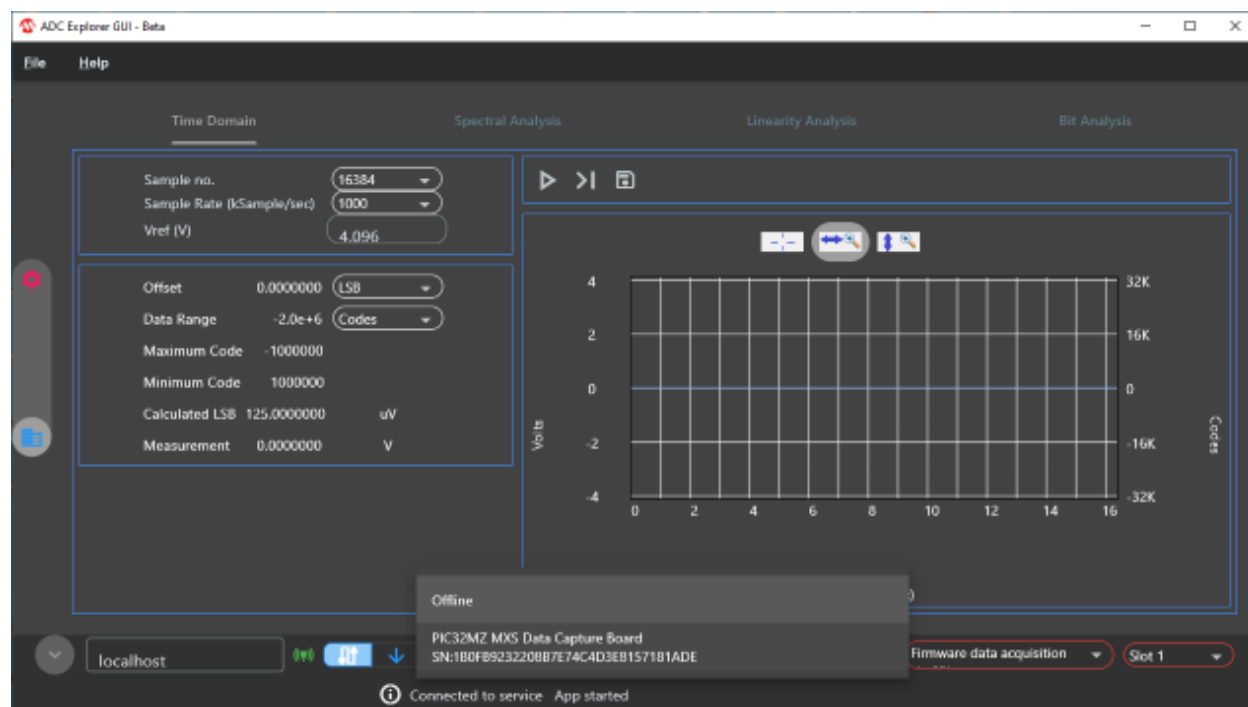 ADC Explorer GUI - Beta
File Help
Time Domain Spectral Analysis Linearity Analysis Bit Analysis
Sample no. 16384
Sample Rate (kSample/sec) 1000
Vref (V) 4.096
Offset 0.0000000 LSB
Data Range -2.0e+6 Codes
Maximum Code -1000000
Minimum Code 1000000
Calculated LSB 125.0000000 uV
Measurement 0.0000000 V
4 32K
2 16K
0 0
Volts
Codes
-2 -16K
-4 -32K
0 2 4 6 8 10 12 14 16
Offline
PIC32MZ MXS Data Capture Board
SN:1B0FB9232208B7E74C4D3E8157181ADE
localhost
Firmware data acquisition
Slot 1
Connected to service App started